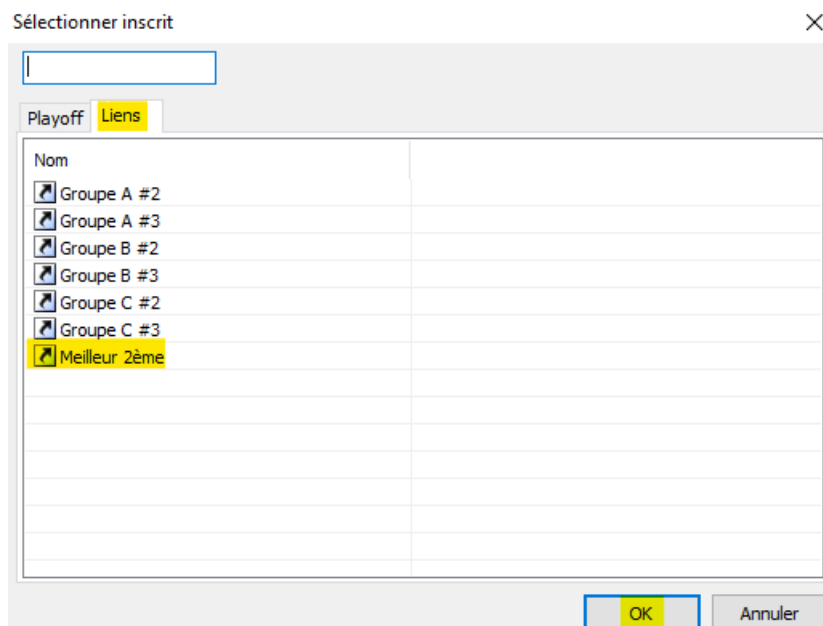 Sélectionner inscrit
Playoff Liens
Nom
Groupe A #2
Groupe A #3
Groupe B #2
Groupe B #3
Groupe C #2
Groupe C #3
Meilleur 2ème
OK Annuler